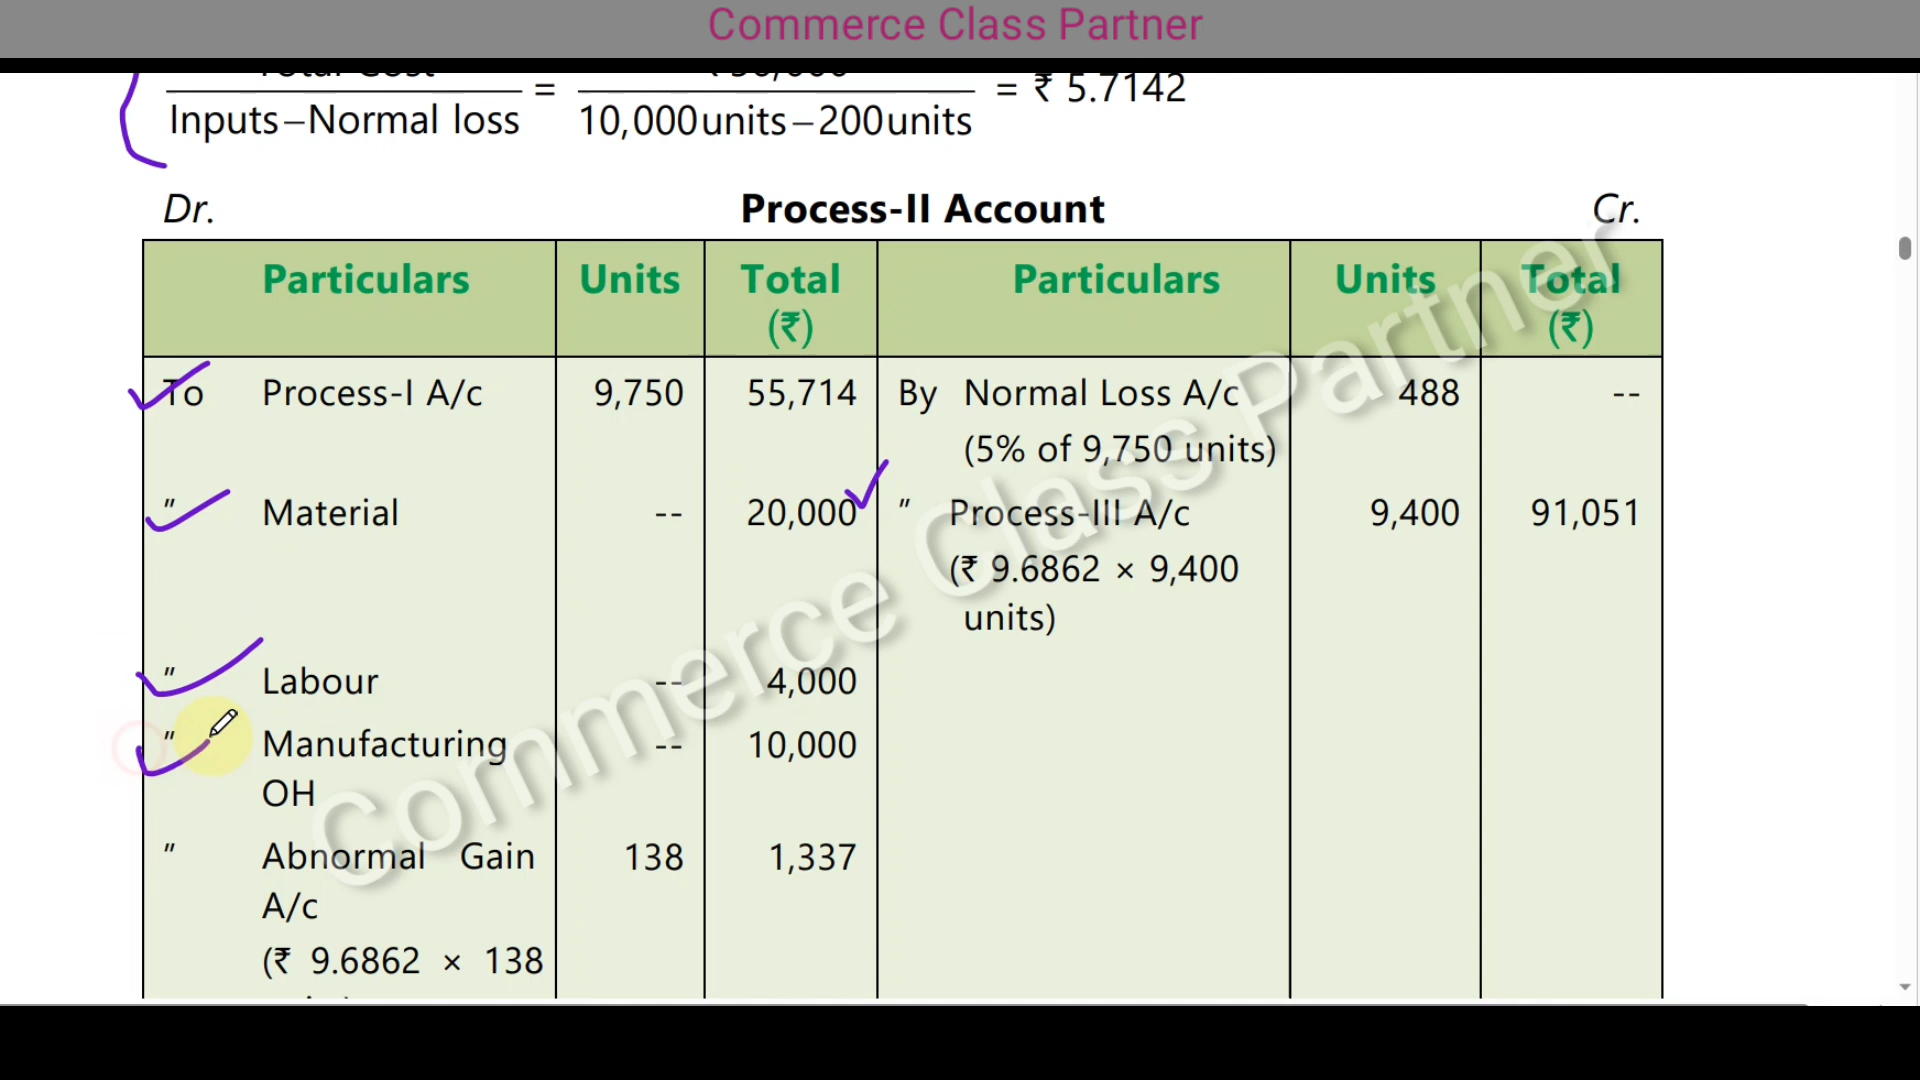 Commerce Class Partner
Inputs – Normal loss = 10,000 units – 200 units = ₹ 5.7142
Dr. Process-II Account Cr.
Particulars Units Total (₹) Particulars Units Total (₹)
To Process-I A/c 9,750 55,714 By Normal Loss A/c 488 --
(5% of 9,750 units)
" Material -- 20,000 " Process-III A/c 9,400 91,051
(₹ 9.6862 × 9,400
units)
" Labour -- 4,000
" Manufacturing -- 10,000
OH
" Abnormal Gain 138 1,337
A/c
(₹ 9.6862 × 138
Commerce Class Partner